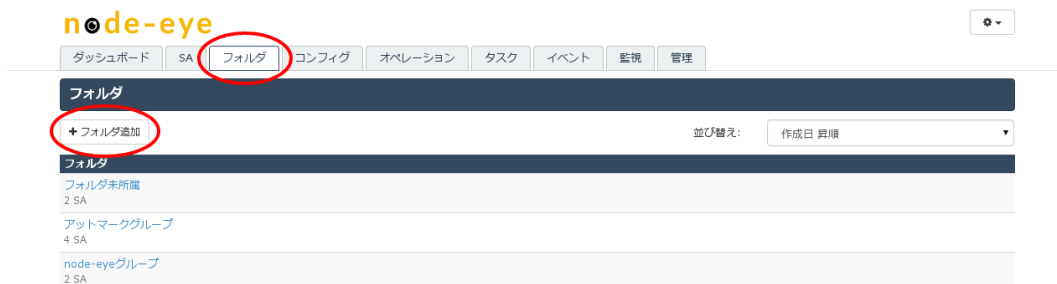 node-eye
ダッシュボード SA フォルダ コンフィグ オペレーション タスク イベント 監視 管理
フォルダ
+ フォルダ追加 並び替え: 作成日 昇順
フォルダ
フォルダ未所属
2 SA
アットマークグループ
4 SA
node-eyeグループ
2 SA